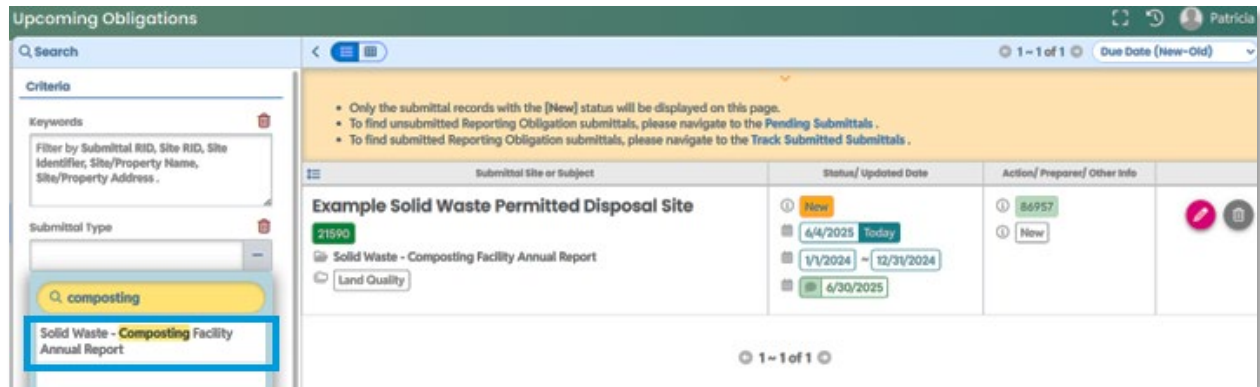 Upcoming Obligations
Patricia
Search
1~1 of 1
Due Date (New-Old)
Criteria
Keywords
Filter by Submittal RID, Site RID, Site
Identifier, Site/Property Name,
Site/Property Address .
Submittal Type
composting
Solid Waste - Composting Facility
Annual Report
Only the submittal records with the [New] status will be displayed on this page.
To find unsubmitted Reporting Obligation submittals, please navigate to the Pending Submittals .
To find submitted Reporting Obligation submittals, please navigate to the Track Submitted Submittals .
Submittal Site or Subject
Status/ Updated Date
Action/ Preparer/ Other Info
Example Solid Waste Permitted Disposal Site
21590
Solid Waste - Composting Facility Annual Report
Land Quality
New
6/4/2025 Today
1/1/2024 ~ 12/31/2024
6/30/2025
86957
New
1~1 of 1